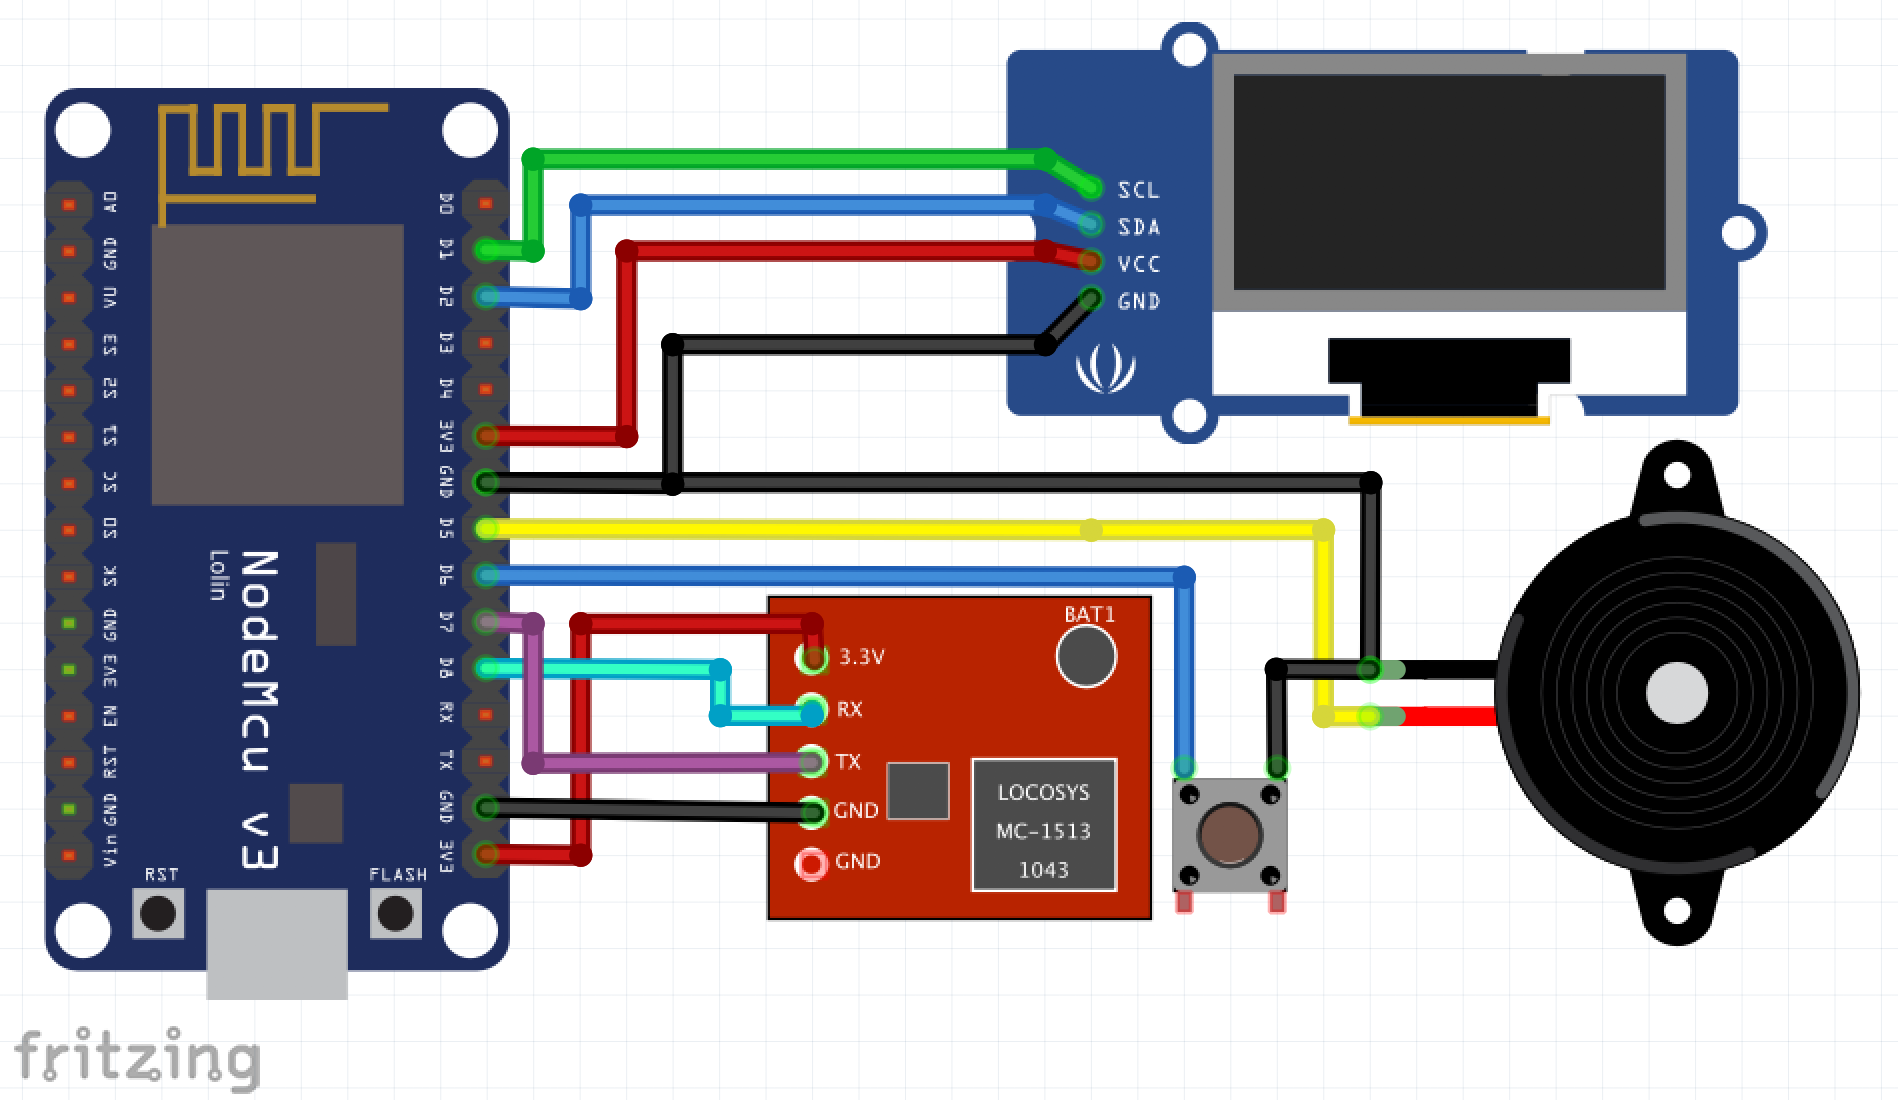 A0
GND
VU
S3
S2
S1
SC
S0
SK
GND
3V3
EN
RST
GND
Vin
D0
D1
D2
D3
D4
3V3
GND
D5
D6
D7
D8
RX
TX
GND
3V3
NodeMcu v3
Lolin
RST
FLASH
SCL
SDA
VCC
GND
BAT1
3.3V
RX
TX
GND
GND
LOCOSYS
MC-1513
1043
fritzing